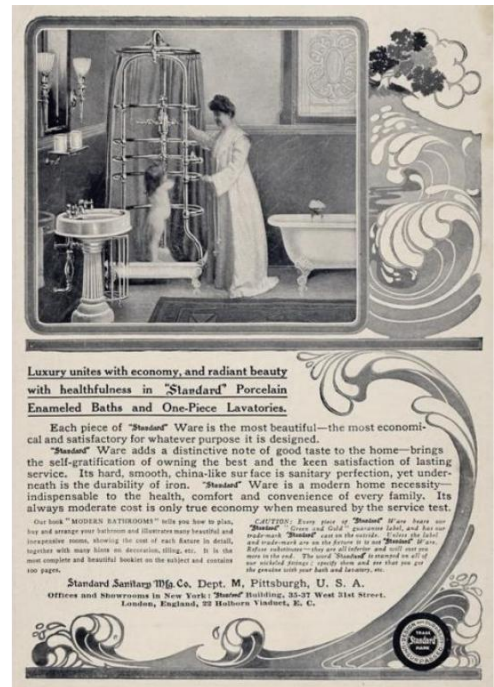 Luxury unites with economy, and radiant beauty
with healthfulness in "Standard" Porcelain
Enameled Baths and One-Piece Lavatories.
Each piece of "Standard" Ware is the most beautiful—the most economi-
cal and satisfactory for whatever purpose it is designed.
"Standard" Ware adds a distinctive note of good taste to the home—brings
the self-gratification of owning the best and the keen satisfaction of lasting
service. Its hard, smooth, china-like sur face is sanitary perfection, yet under-
neath is the durability of iron. "Standard" Ware is a modern home necessity—
indispensable to the health, comfort and convenience of every family. Its
always moderate cost is only true economy when measured by the service test.
Our book "MODERN BATHROOMS" tells you how to plan,
buy and arrange your bathroom and illustrates many beautiful and
inexpensive rooms, showing the cost of each fixture in detail,
together with many hints on decoration, tiling, etc. It is the
most complete and beautiful booklet on the subject and contains
100 pages.
CAUTION: Every piece of "Standard" Ware bears our
"Standard" "Green and Gold" guarantee label, and has our
trade-mark "Standard" cast on the outside. Unless the label
and trade-mark are on the fixture it is not "Standard" Ware.
Refuse substitutes—they are all inferior and will cost you
more in the end. The word "Standard" is stamped on all of
our nickeled fittings; specify them and see that you get
the genuine with your bath and lavatory, etc.
Standard Sanitary Mfg. Co. Dept. M, Pittsburgh, U. S. A.
Offices and Showrooms in New York: "Standard" Building, 35-37 West 31st Street.
London, England, 22 Holborn Viaduct, E. C.
TRADE
"Standard"
MARK